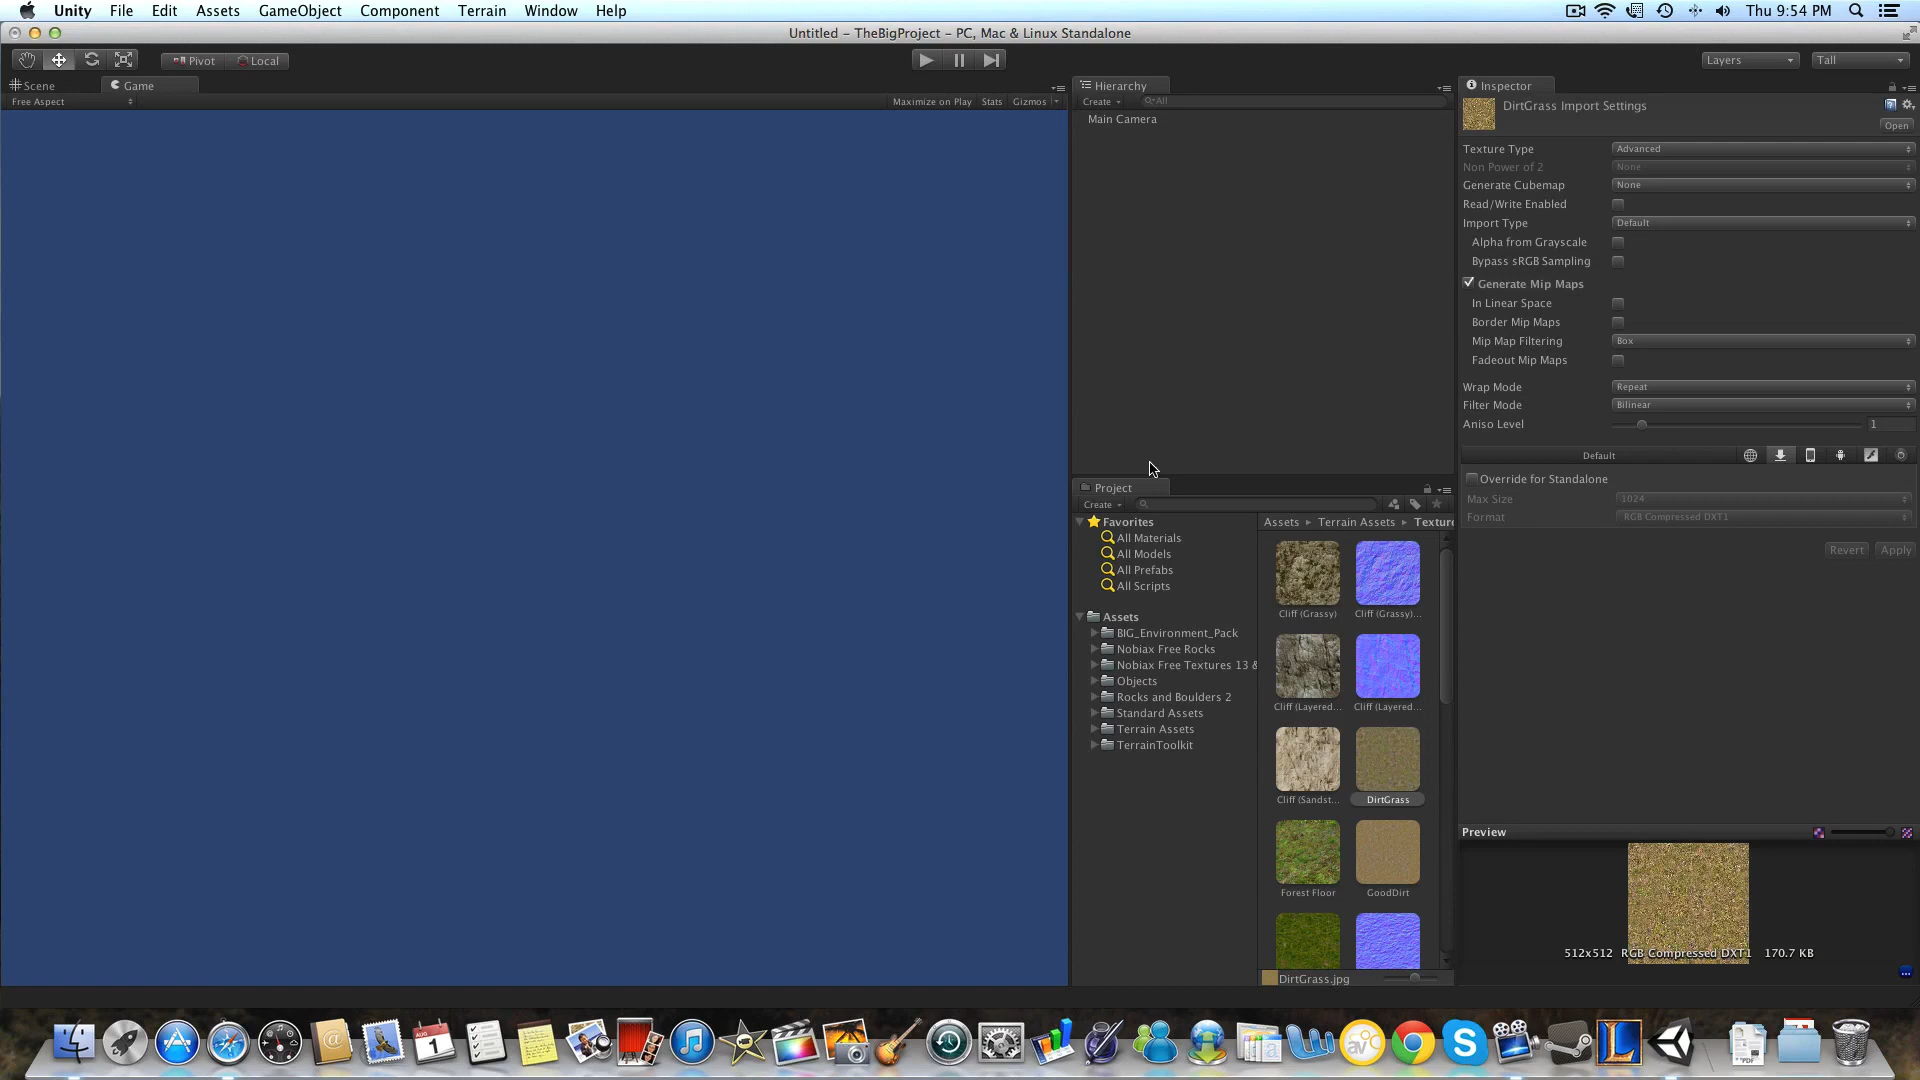 Unity File Edit Assets GameObject Component Terrain Window Help Thu 9:54 PM
Untitled – TheBigProject – PC, Mac & Linux Standalone
Pivot Local Layers Tall
Scene Game
Free Aspect Maximize on Play Stats Gizmos
Hierarchy
Create All
Main Camera
Project
Create
Favorites
All Materials
All Models
All Prefabs
All Scripts
Assets
BIG_Environment_Pack
Nobiax Free Rocks
Nobiax Free Textures 13 &
Objects
Rocks and Boulders 2
Standard Assets
Terrain Assets
TerrainToolkit
Assets ▸ Terrain Assets ▸ Texture
Cliff (Grassy) Cliff (Grassy)...
Cliff (Layered... Cliff (Layered...
Cliff (Sandst... DirtGrass
Forest Floor GoodDirt
DirtGrass.jpg
Inspector
DirtGrass Import Settings
Open
Texture Type Advanced
Non Power of 2 None
Generate Cubemap None
Read/Write Enabled
Import Type Default
Alpha from Grayscale
Bypass sRGB Sampling
Generate Mip Maps
In Linear Space
Border Mip Maps
Mip Map Filtering Box
Fadeout Mip Maps
Wrap Mode Repeat
Filter Mode Bilinear
Aniso Level 1
Default
Override for Standalone
Max Size 1024
Format RGB Compressed DXT1
Revert Apply
Preview
512x512 RGB Compressed DXT1 170.7 KB
AUG
1
PDF